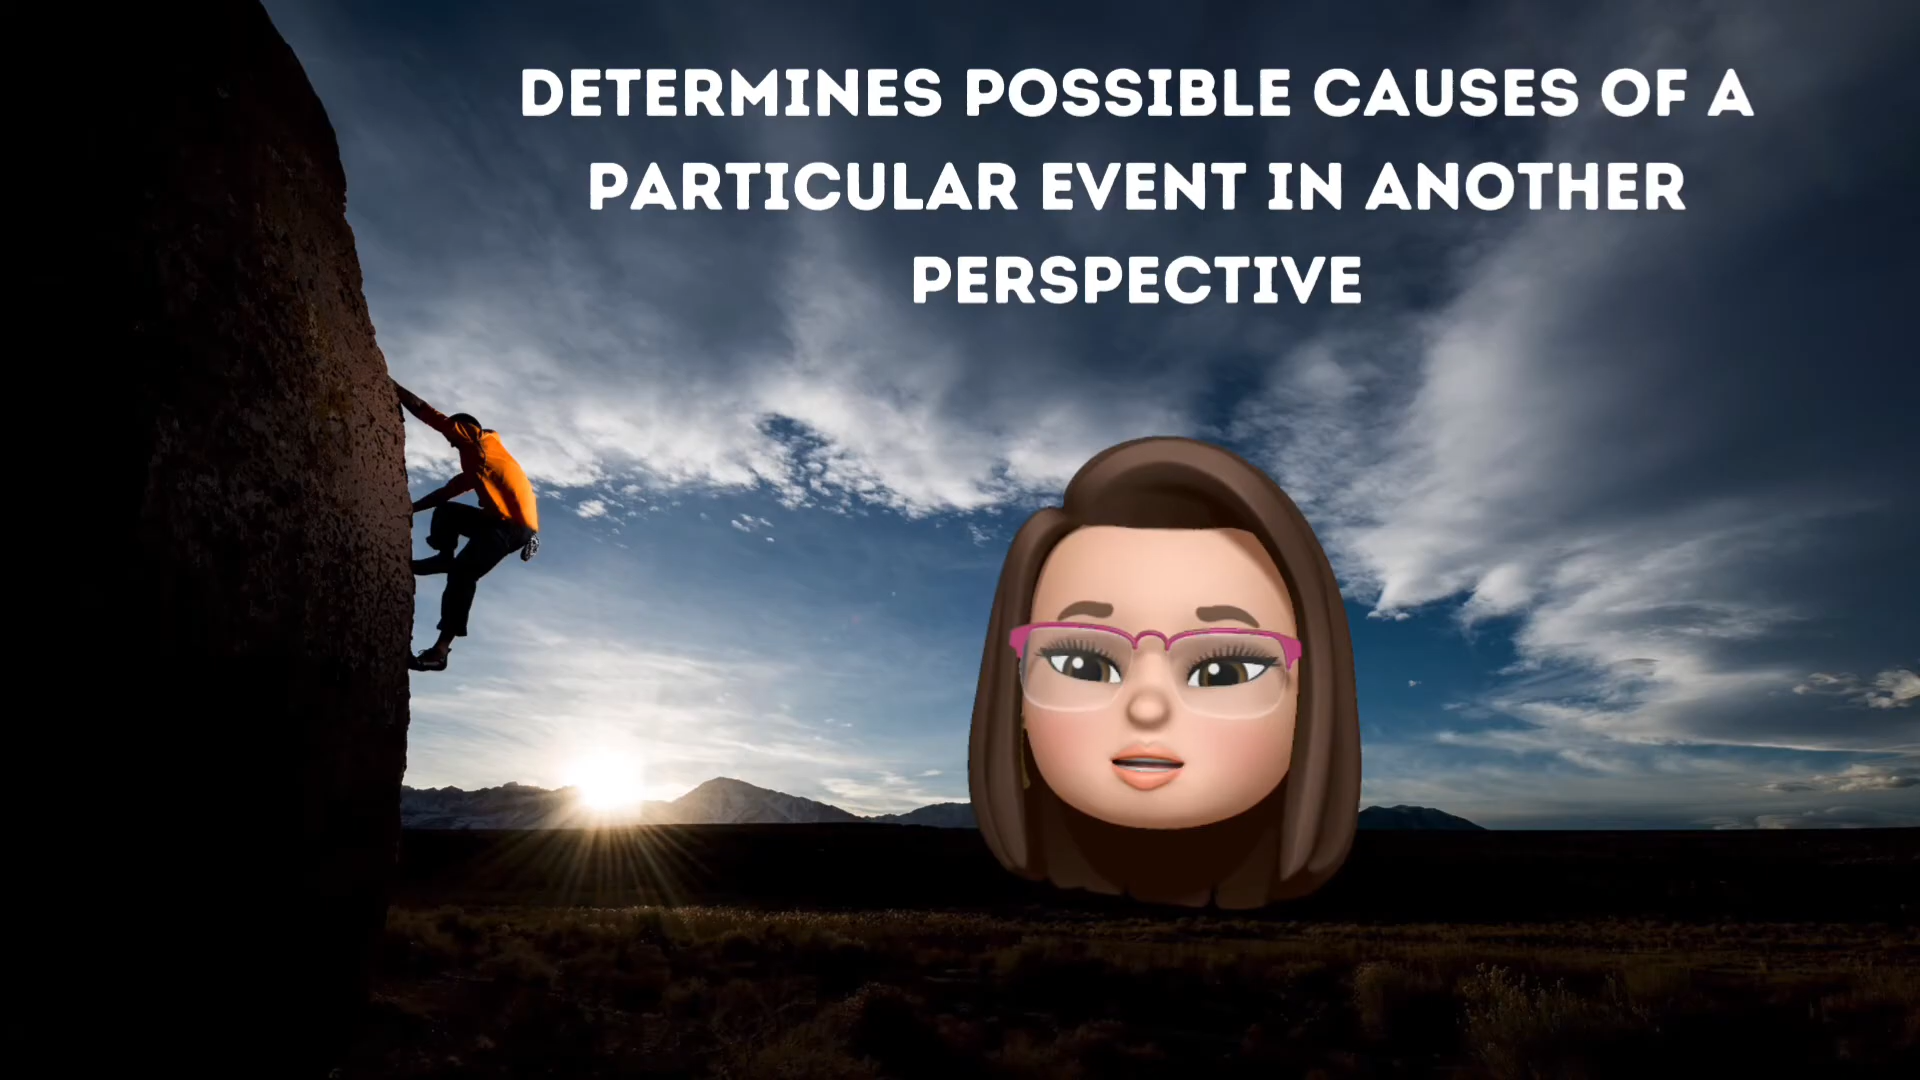 DETERMINES POSSIBLE CAUSES OF A
PARTICULAR EVENT IN ANOTHER
PERSPECTIVE